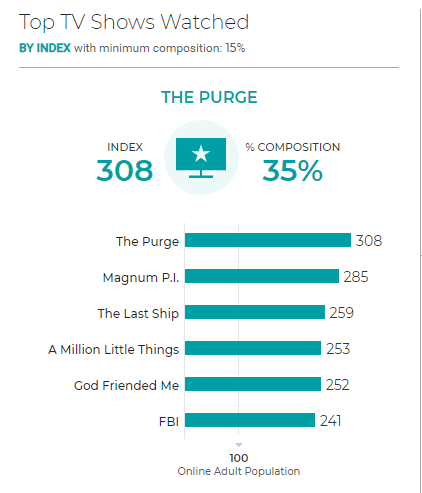 Top TV Shows Watched
BY INDEX with minimum composition: 15%
THE PURGE
INDEX
308
% COMPOSITION
35%
The Purge 308
Magnum P.I. 285
The Last Ship 259
A Million Little Things 253
God Friended Me 252
FBI 241
100
Online Adult Population